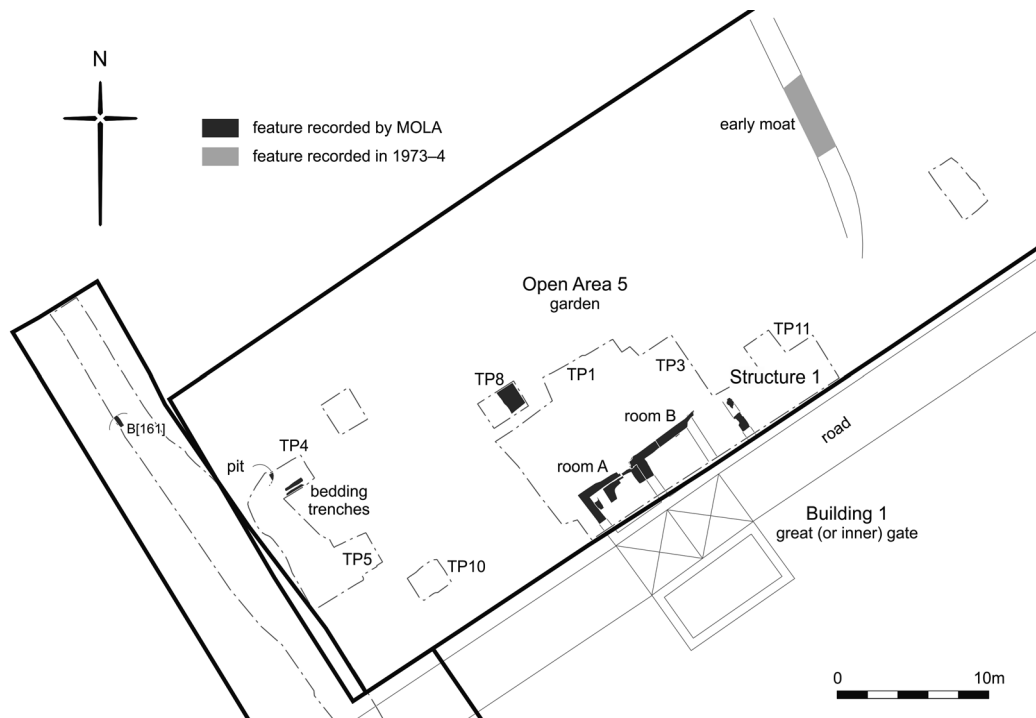 N
feature recorded by MOLA
feature recorded in 1973–4
early moat
Open Area 5
garden
TP11
TP8
TP1
TP3
Structure 1
room B
B[161]
road
TP4
pit
room A
bedding
trenches
Building 1
great (or inner) gate
TP5
TP10
0
10m